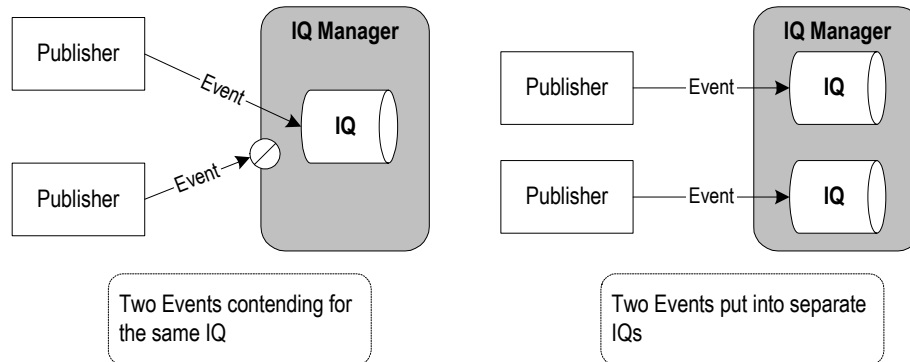 IQ Manager
Publisher
Event
IQ
Event
Publisher
Two Events contending for
the same IQ
IQ Manager
Publisher
Event
IQ
Publisher
Event
IQ
Two Events put into separate
IQs